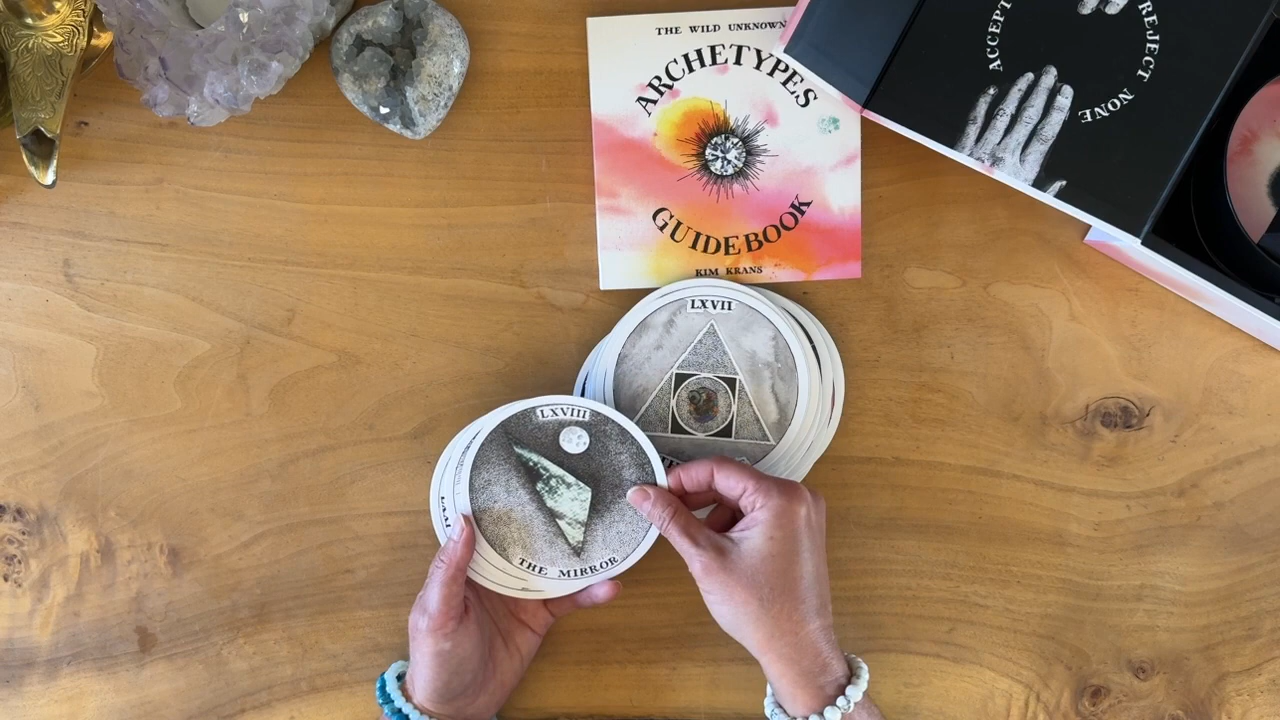 THE WILD UNKNOWN
ARCHETYPES
GUIDEBOOK
KIM KRANS
ACCEPT
REJECT NONE
LXVII
LXVIII
THE MIRROR